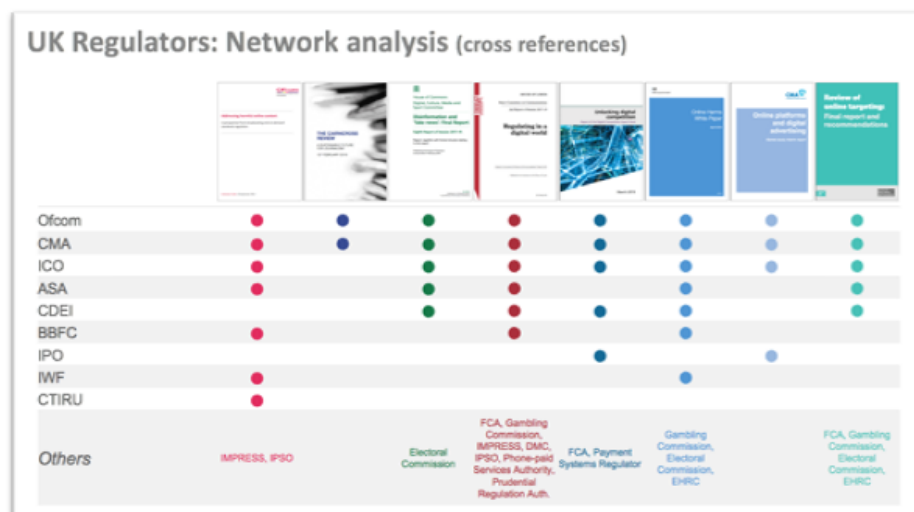 UK Regulators: Network analysis (cross references)
THE CAIRNCROSS
REVIEW
Disinformation and
Regulating in a
digital world
Unlocking digital
competition
Online Harms
White Paper
Online platforms
and digital
advertising
Review of
online targeting:
Final report and
recommendations
Ofcom
CMA
ICO
ASA
CDEI
BBFC
IPO
IWF
CTIRU
Others
IMPRESS, IPSO
Electoral
Commission
FCA, Gambling
Commission,
IMPRESS, DMC,
IPSO, Phone-paid
Services Authority,
Prudential
Regulation Auth.
FCA, Payment
Systems Regulator
Gambling
Commission,
Electoral
Commission,
EHRC
FCA, Gambling
Commission,
Electoral
Commission,
EHRC